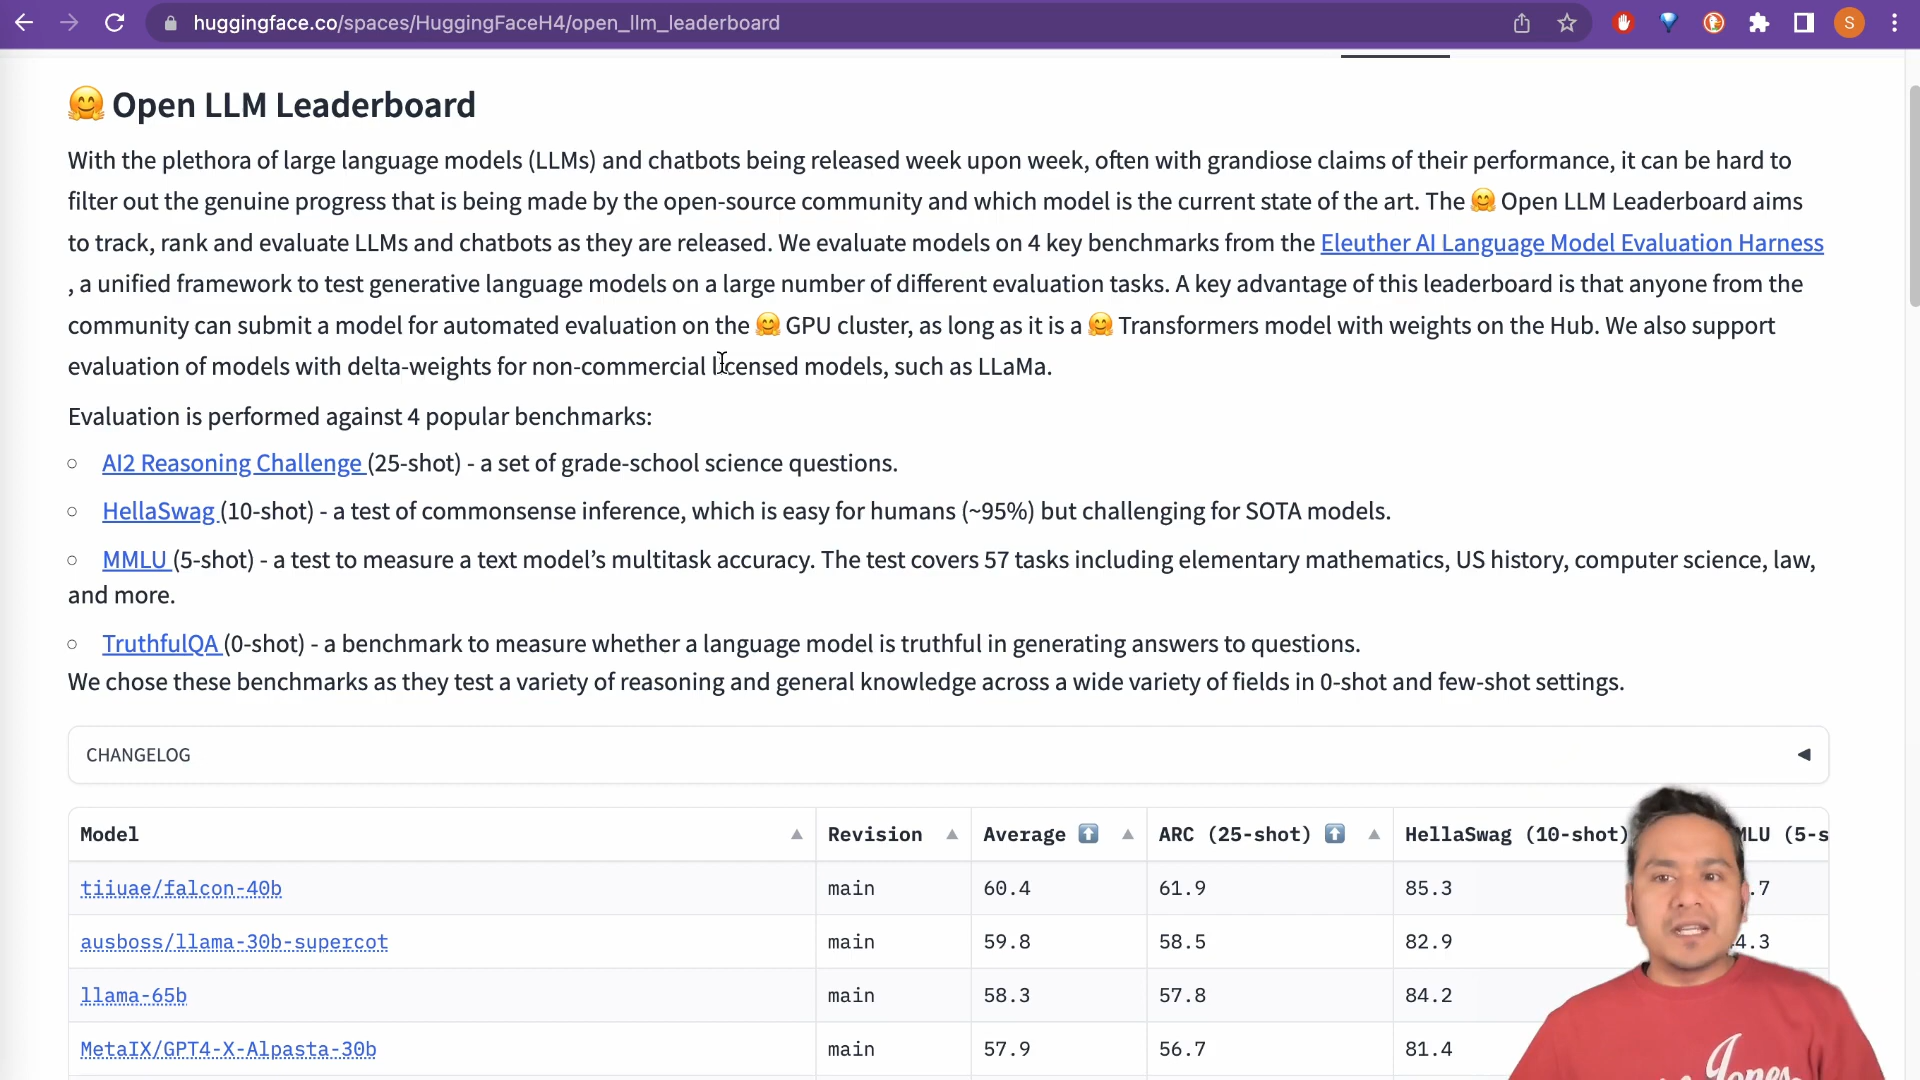 huggingface.co/spaces/HuggingFaceH4/open_llm_leaderboard
S
🤗 Open LLM Leaderboard
With the plethora of large language models (LLMs) and chatbots being released week upon week, often with grandiose claims of their performance, it can be hard to
filter out the genuine progress that is being made by the open-source community and which model is the current state of the art. The 🤗 Open LLM Leaderboard aims
to track, rank and evaluate LLMs and chatbots as they are released. We evaluate models on 4 key benchmarks from the Eleuther AI Language Model Evaluation Harness
, a unified framework to test generative language models on a large number of different evaluation tasks. A key advantage of this leaderboard is that anyone from the
community can submit a model for automated evaluation on the 🤗 GPU cluster, as long as it is a 🤗 Transformers model with weights on the Hub. We also support
evaluation of models with delta-weights for non-commercial licensed models, such as LLaMa.
Evaluation is performed against 4 popular benchmarks:
AI2 Reasoning Challenge (25-shot) - a set of grade-school science questions.
HellaSwag (10-shot) - a test of commonsense inference, which is easy for humans (~95%) but challenging for SOTA models.
MMLU (5-shot) - a test to measure a text model’s multitask accuracy. The test covers 57 tasks including elementary mathematics, US history, computer science, law,
and more.
TruthfulQA (0-shot) - a benchmark to measure whether a language model is truthful in generating answers to questions.
We chose these benchmarks as they test a variety of reasoning and general knowledge across a wide variety of fields in 0-shot and few-shot settings.
CHANGELOG
Model Revision Average ⬆️ ARC (25-shot) ⬆️ HellaSwag (10-shot) MLU (5-s
tiiuae/falcon-40b main 60.4 61.9 85.3 .7
ausboss/llama-30b-supercot main 59.8 58.5 82.9 4.3
llama-65b main 58.3 57.8 84.2
MetaIX/GPT4-X-Alpasta-30b main 57.9 56.7 81.4
Jones